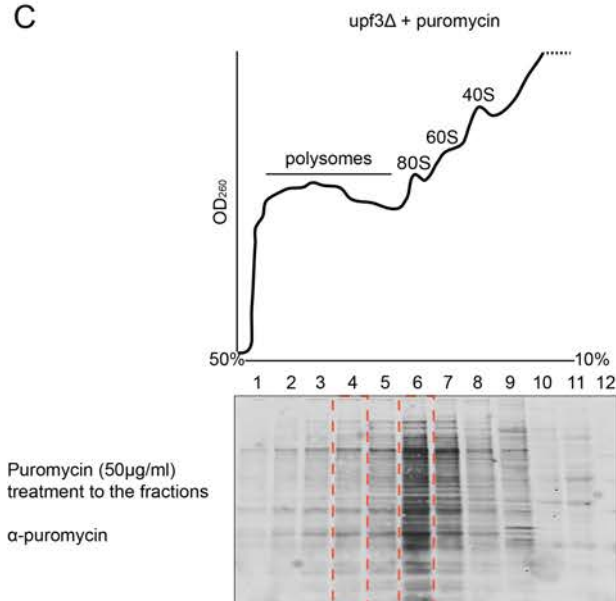 C
upf3Δ + puromycin
40S
60S
polysomes
80S
OD260
50%
10%
1 2 3 4 5 6 7 8 9 10 11 12
Puromycin (50µg/ml)
treatment to the fractions
α-puromycin